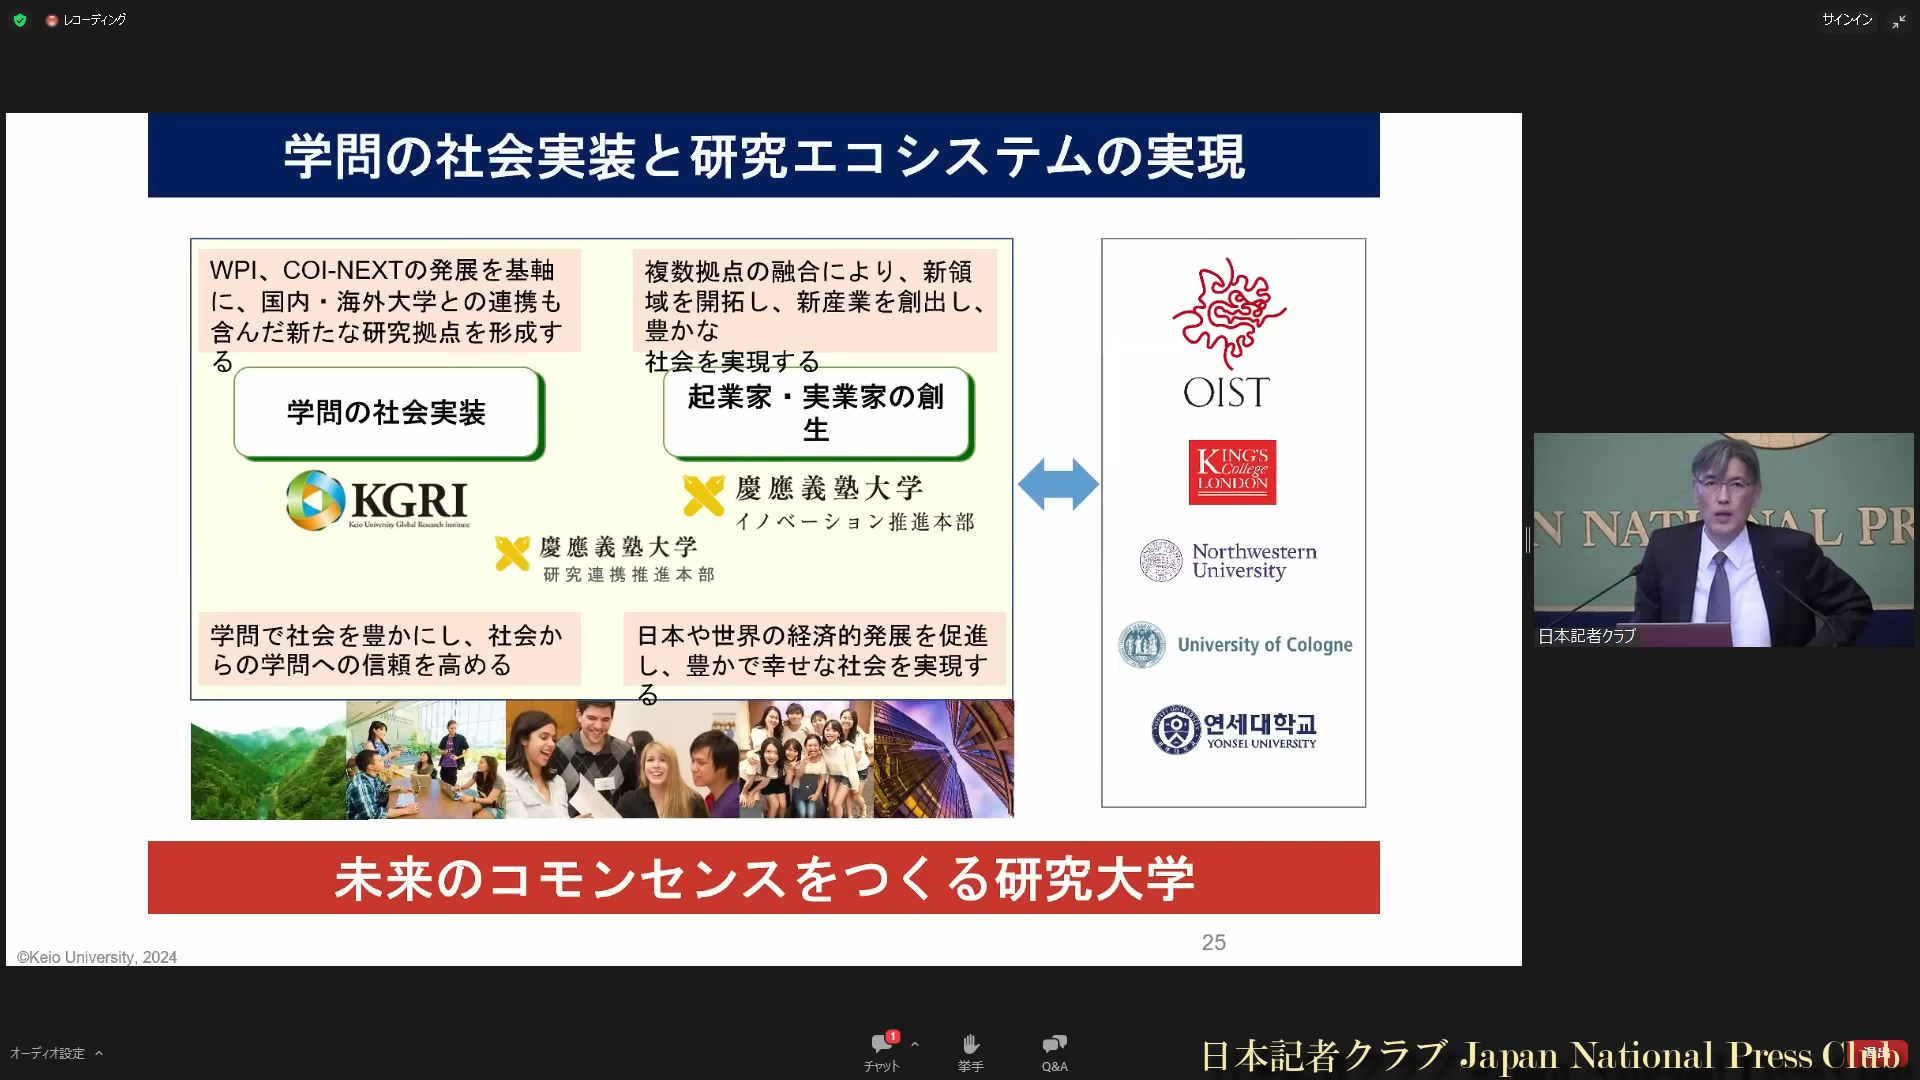 レコーディング
サインイン
学問の社会実装と研究エコシステムの実現
WPI、COI-NEXTの発展を基軸
に、国内・海外大学との連携も
含んだ新たな研究拠点を形成す
る
複数拠点の融合により、新領
域を開拓し、新産業を創出し、
豊かな
社会を実現する
学問の社会実装
起業家・実業家の創
生
KGRI
Keio University Global Research Institute
慶應義塾大学
イノベーション推進本部
慶應義塾大学
研究連携推進本部
学問で社会を豊かにし、社会か
らの学問への信頼を高める
日本や世界の経済的発展を促進
し、豊かで幸せな社会を実現す
る
OIST
KING'S
College
LONDON
Northwestern
University
University of Cologne
연세대학교
YONSEI UNIVERSITY
N NATIONAL PR
日本記者クラブ
未来のコモンセンスをつくる研究大学
25
©Keio University, 2024
オーディオ設定
1
チャット
挙手
Q&A
日本記者クラブ Japan National Press Club
退出